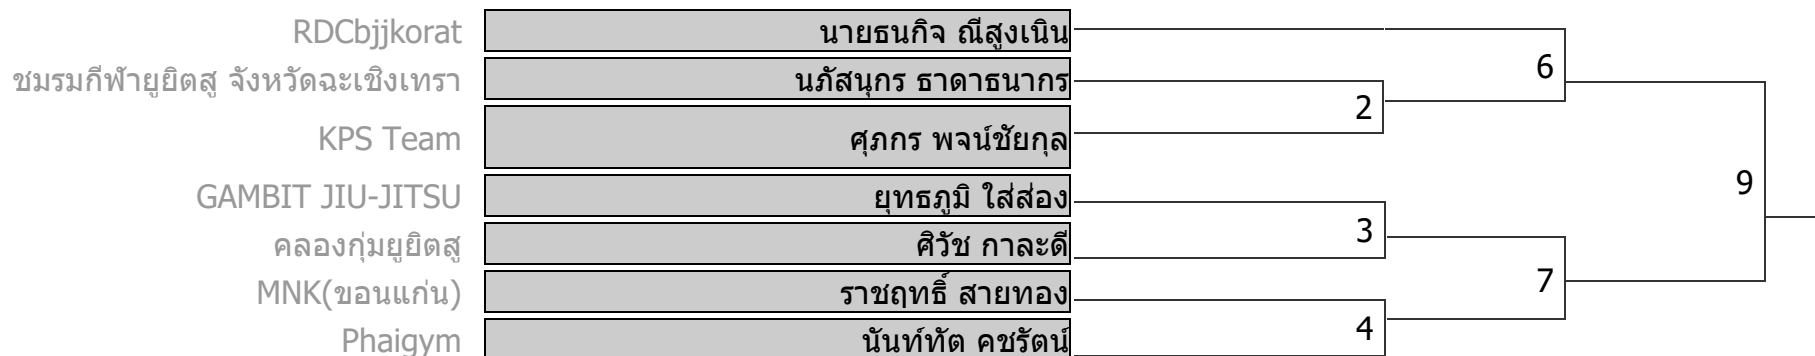 RDCbjjkorat นายธนกิจ ณีสูงเนิน
6
ชมรมกีฬายูยิตสู จังหวัดฉะเชิงเทรา นภัสนุกร ธาดาธนากร
2
KPS Team ศุภกร พจน์ชัยกุล
9
GAMBIT JIU-JITSU ยุทธภูมิ ใส่ส่อง
3
คลองกุ่มยูยิตสู ศิวัช กาละดี
7
MNK(ขอนแก่น) ราชฤทธิ์ สายทอง
4
Phaigym นันท์ทัต คชรัตน์